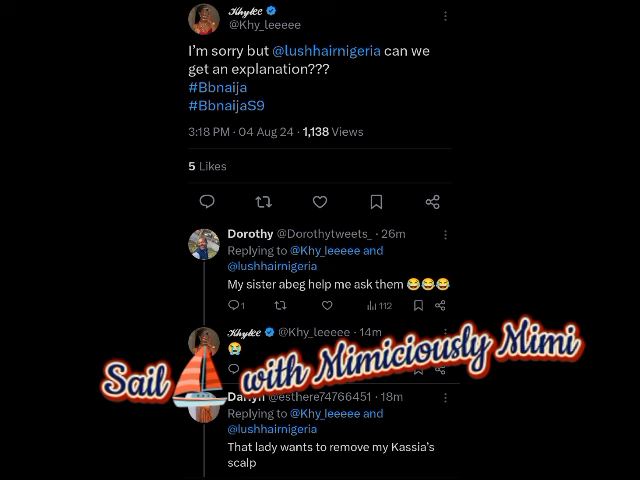 Khylee
@Khy_leeeee
I'm sorry but @lushhairnigeria can we
get an explanation???
#Bbnaija
#BbnaijaS9
3:18 PM · 04 Aug 24 · 1,138 Views
5 Likes
Dorothy @Dorothytweets_ · 26m
Replying to @Khy_leeeee and
@lushhairnigeria
My sister abeg help me ask them 😂😂😂
1 112
Khylee @Khy_leeeee · 14m
😭
Sail with Mimiciously Mimi
@esthere74766451 · 18m
Replying to @Khy_leeeee and
@lushhairnigeria
That lady wants to remove my Kassia's
scalp